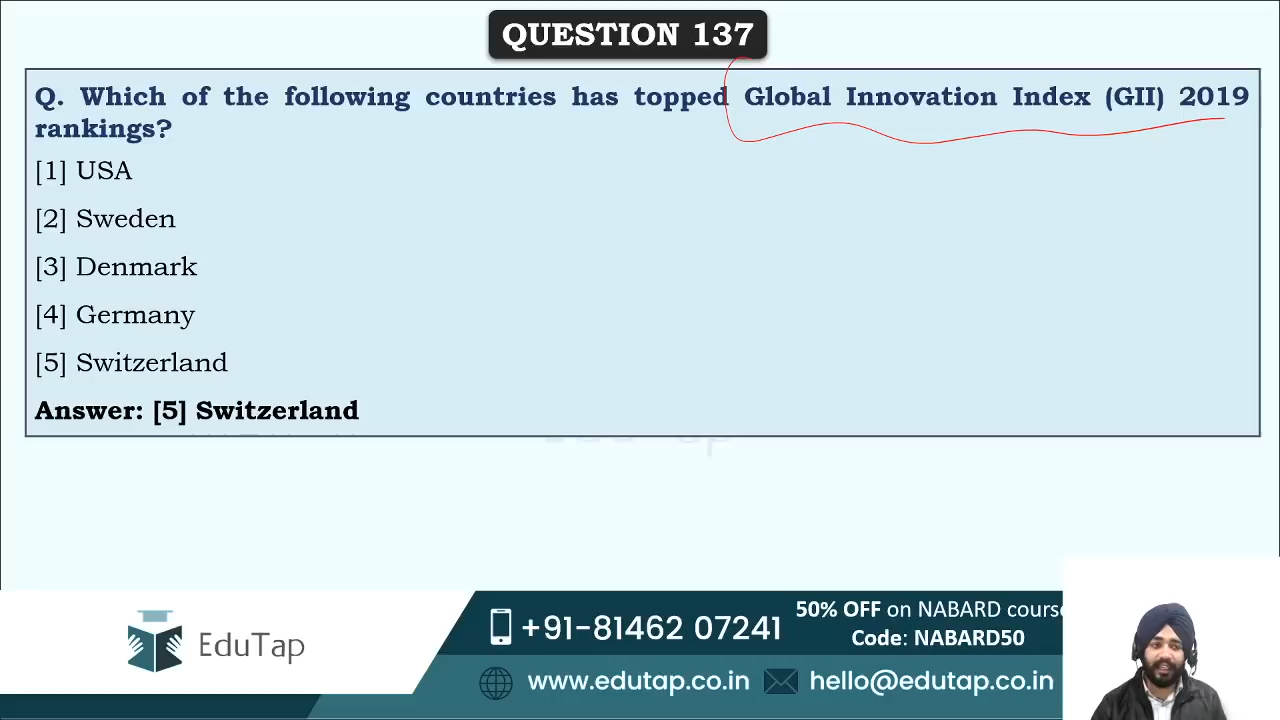 QUESTION 137
Q. Which of the following countries has topped Global Innovation Index (GII) 2019
rankings?
[1] USA
[2] Sweden
[3] Denmark
[4] Germany
[5] Switzerland
Answer: [5] Switzerland
EduTap
+91-81462 07241
50% OFF on NABARD course
Code: NABARD50
www.edutap.co.in
hello@edutap.co.in